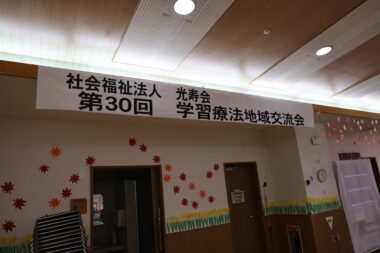 社会福祉法人　光寿会
第30回　学習療法地域交流会